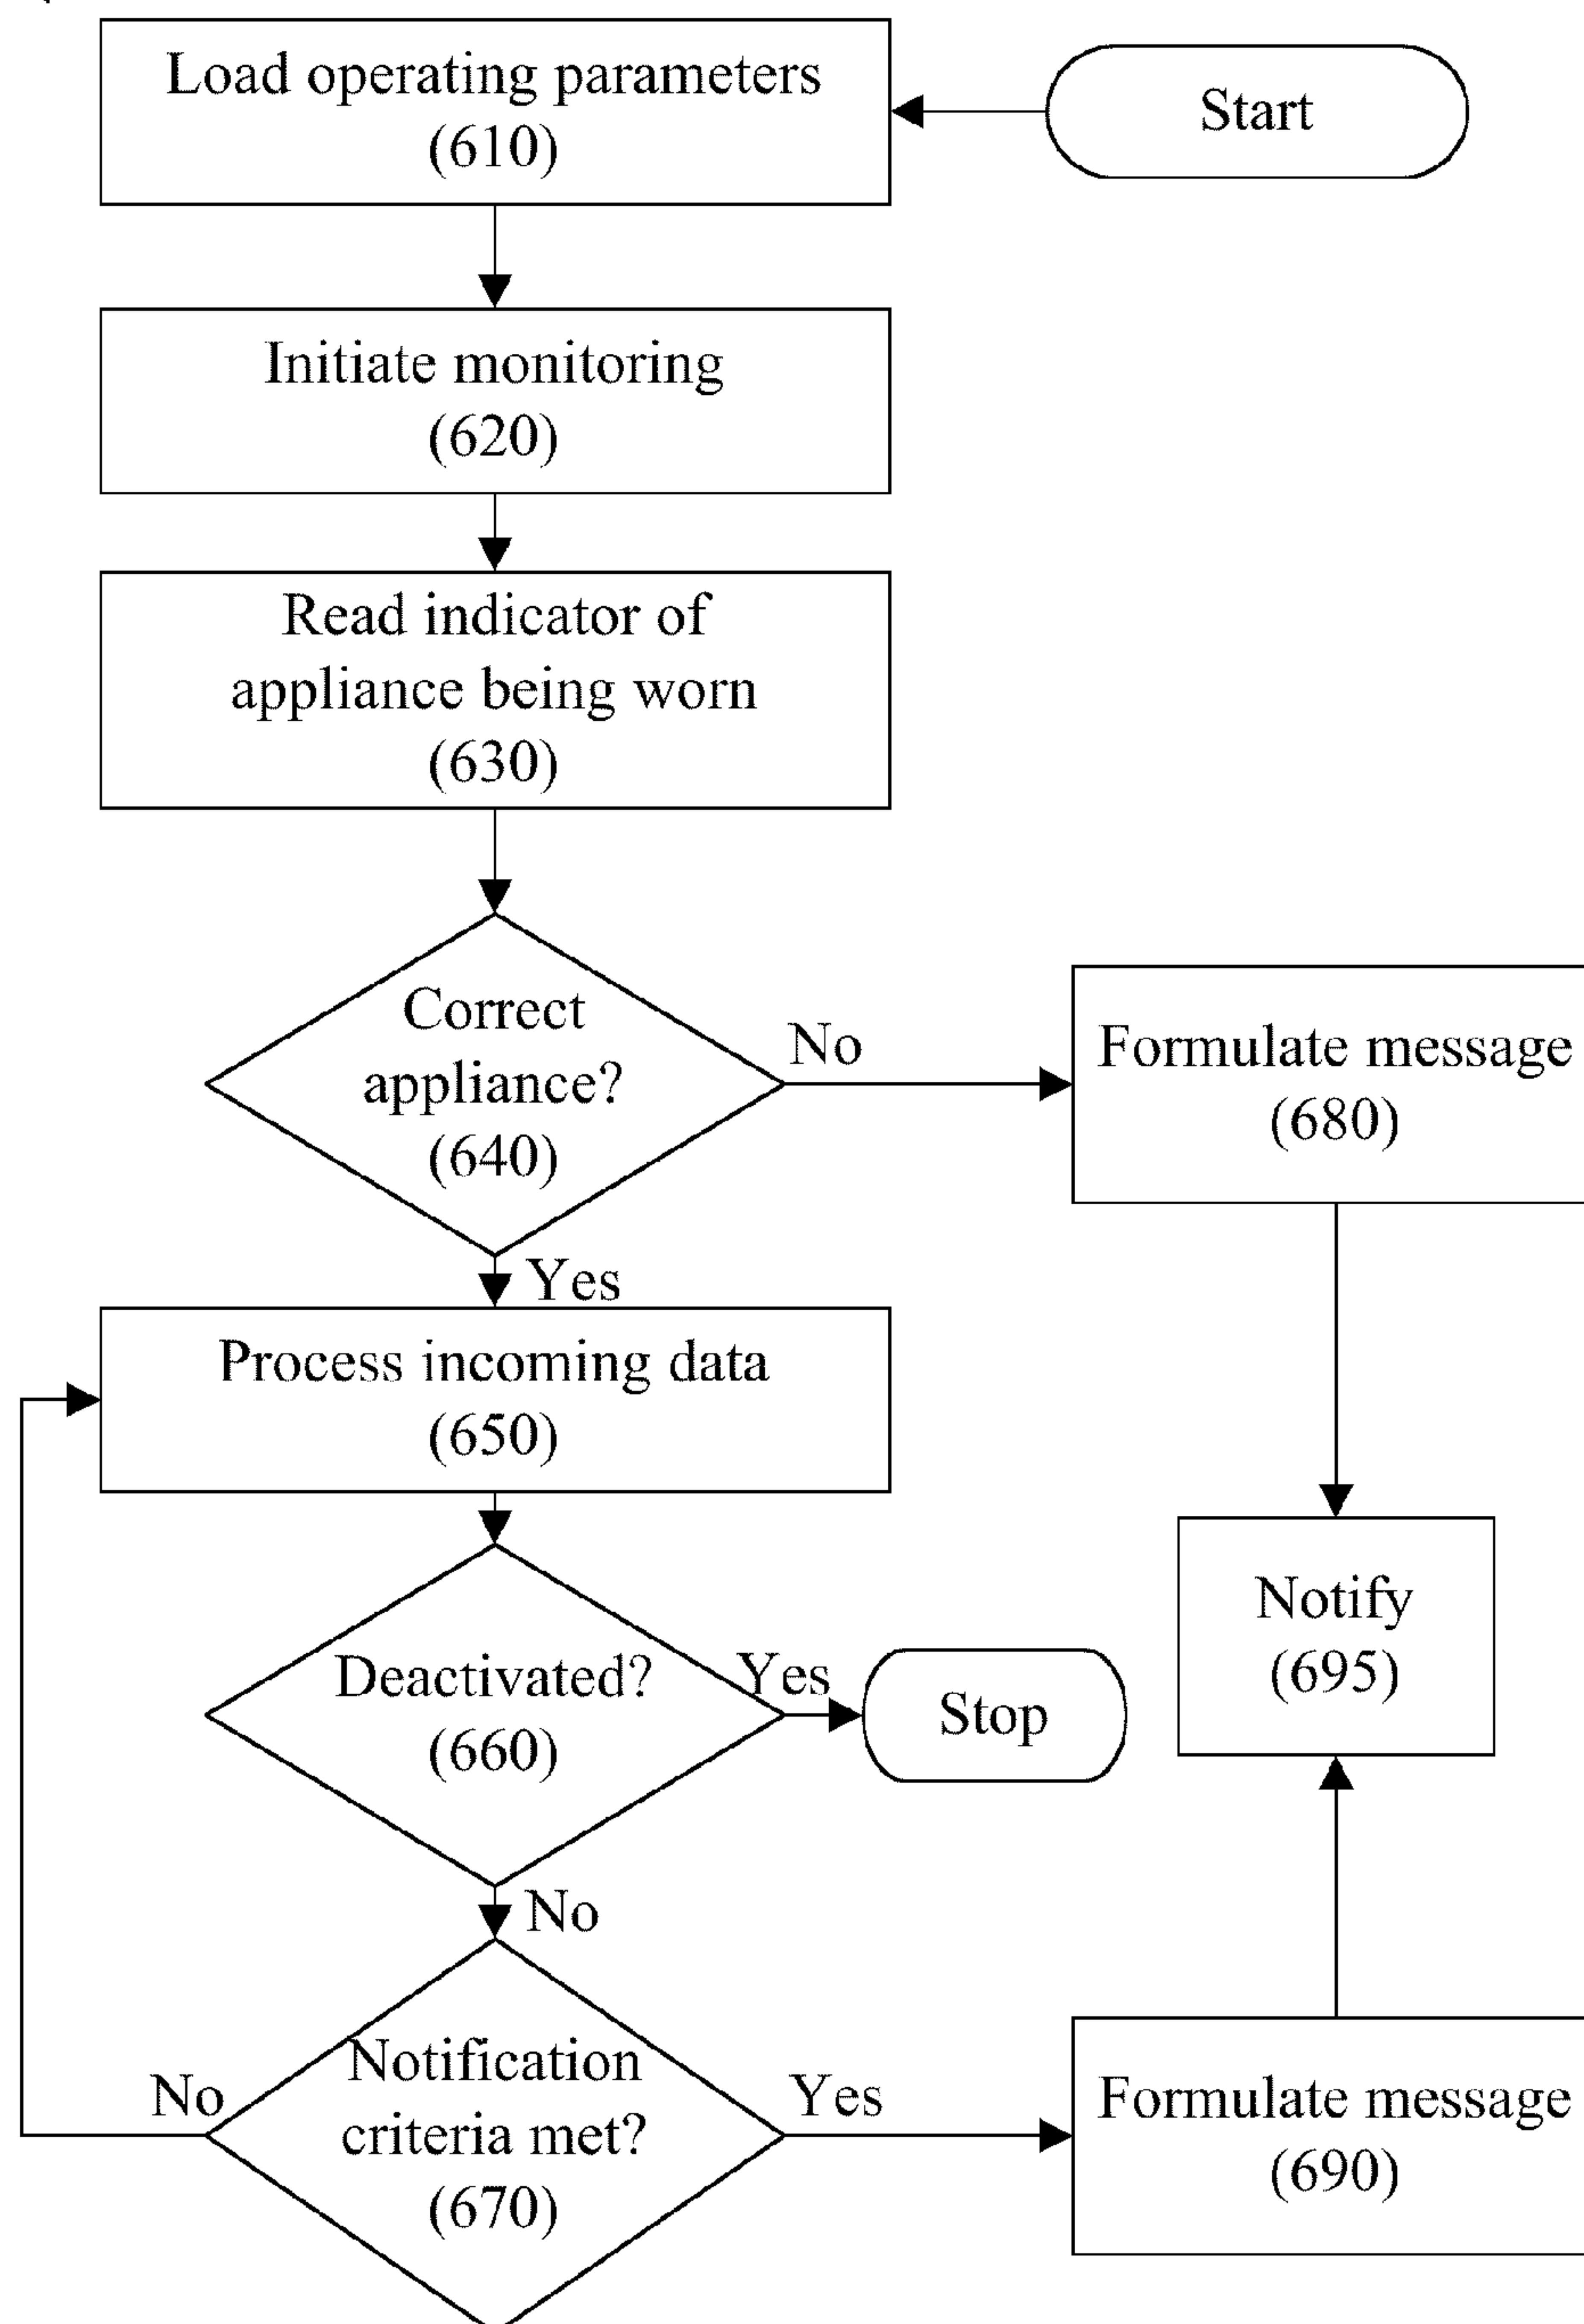 Load operating parameters
(610)
Start
Initiate monitoring
(620)
Read indicator of
appliance being worn
(630)
Correct
appliance?
(640)
No
Formulate message
(680)
Yes
Process incoming data
(650)
Deactivated?
(660)
Yes
Stop
Notify
(695)
No
Notification
criteria met?
(670)
No
Yes
Formulate message
(690)